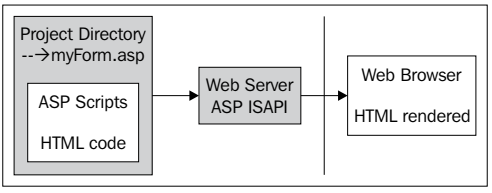 Project Directory
--→myForm.asp
ASP Scripts
HTML code
Web Server
ASP ISAPI
Web Browser
HTML rendered